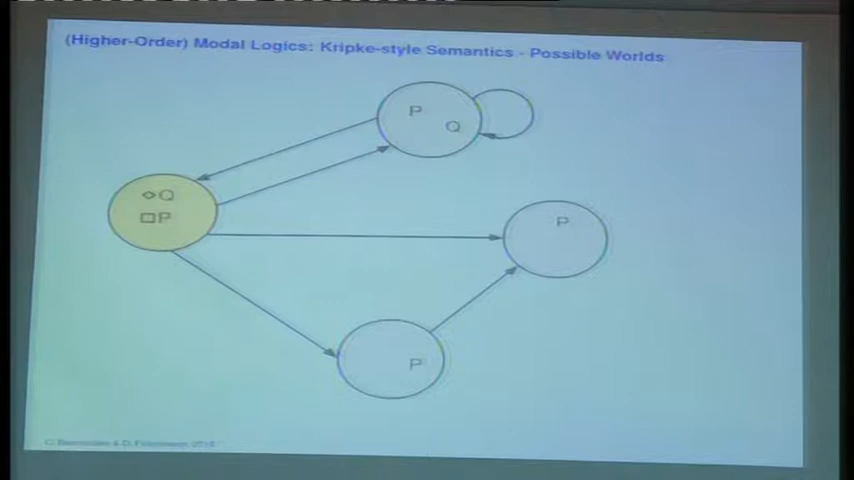 (Higher-Order) Modal Logics: Kripke-style Semantics - Possible Worlds
P
Q
◇Q
□P
P
P